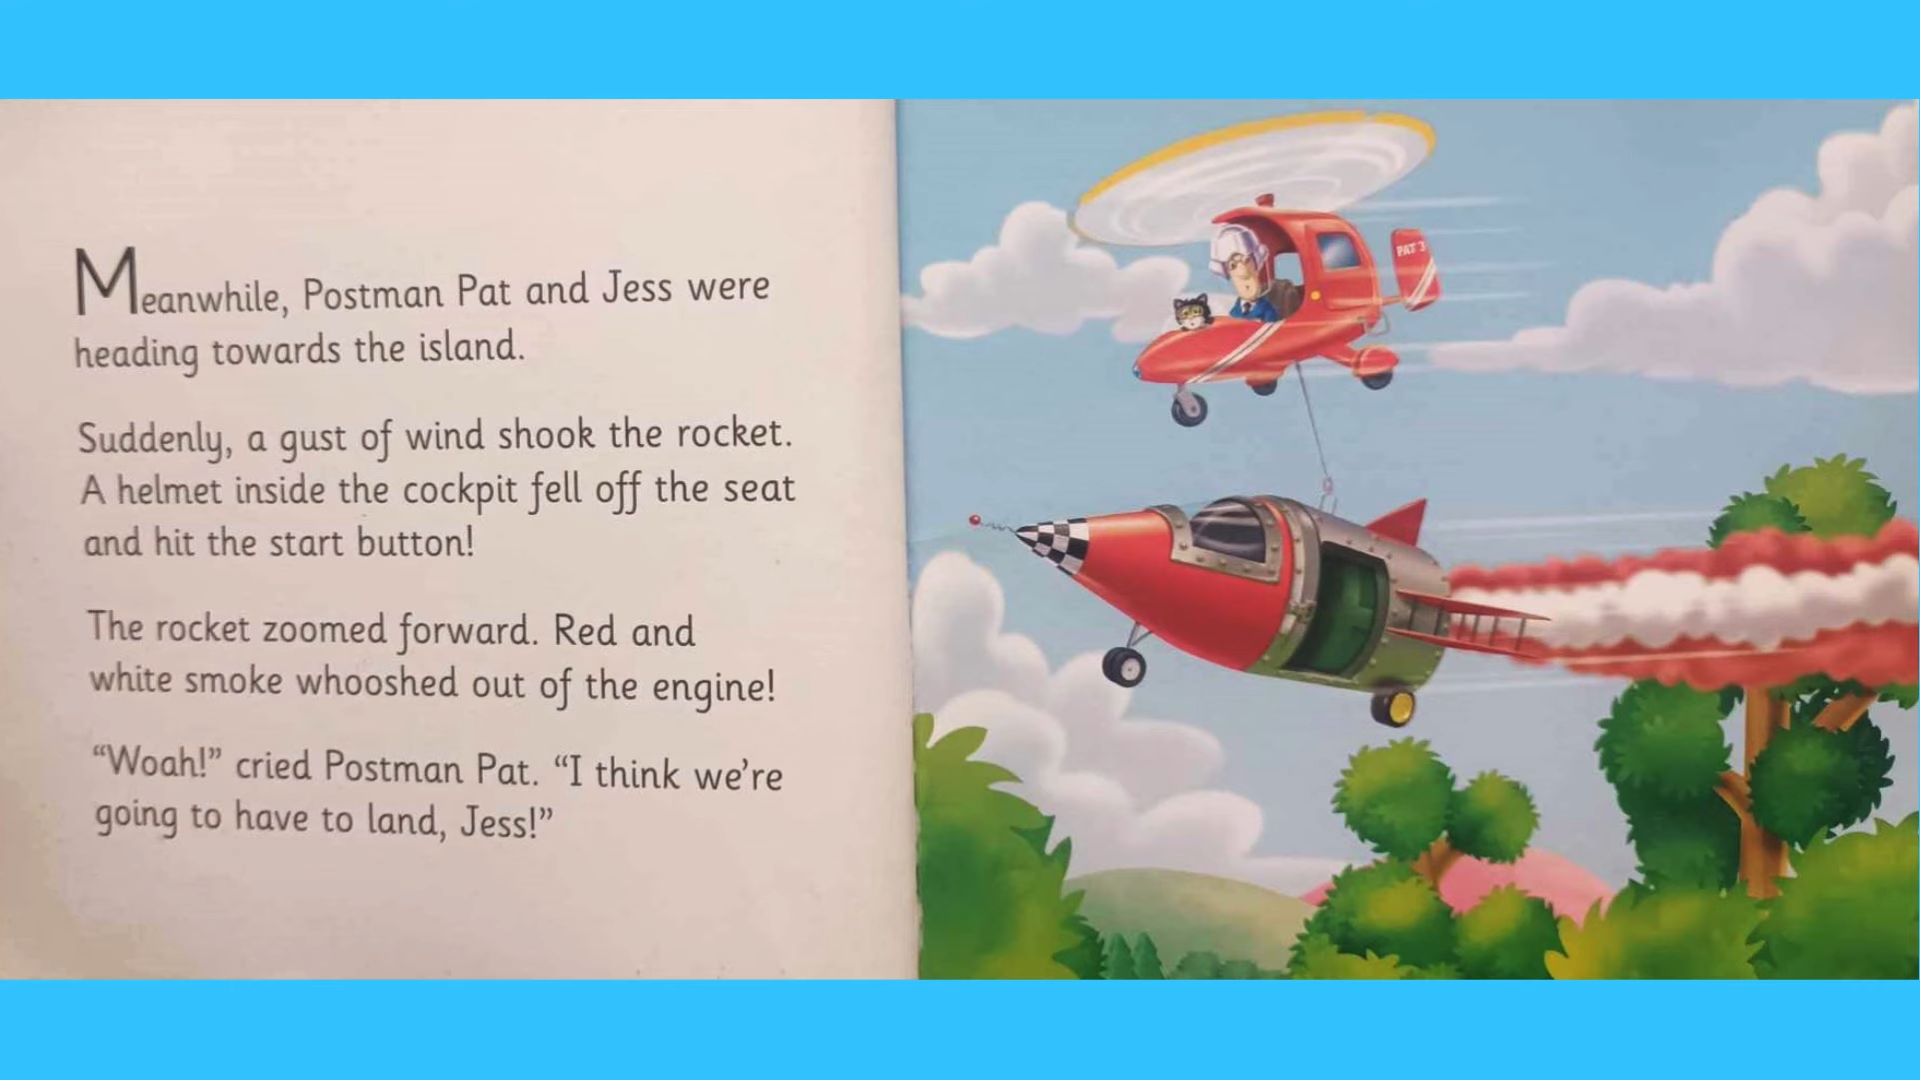 Meanwhile, Postman Pat and Jess were
heading towards the island.
Suddenly, a gust of wind shook the rocket.
A helmet inside the cockpit fell off the seat
and hit the start button!
The rocket zoomed forward. Red and
white smoke whooshed out of the engine!
“Woah!” cried Postman Pat. “I think we’re
going to have to land, Jess!”
PAT 3